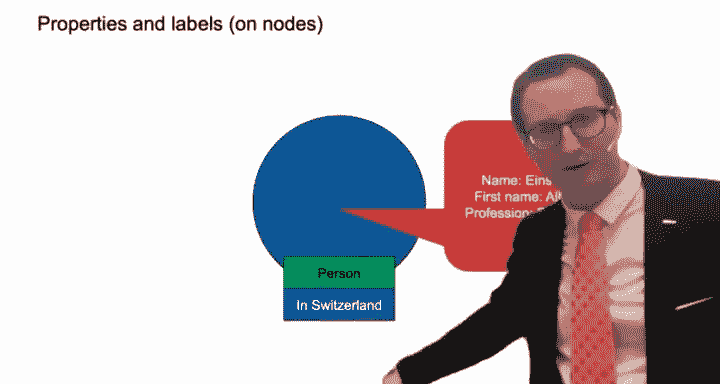 Properties and labels (on nodes)
Name: Eins
First name: Al
Profession:
Person
In Switzerland